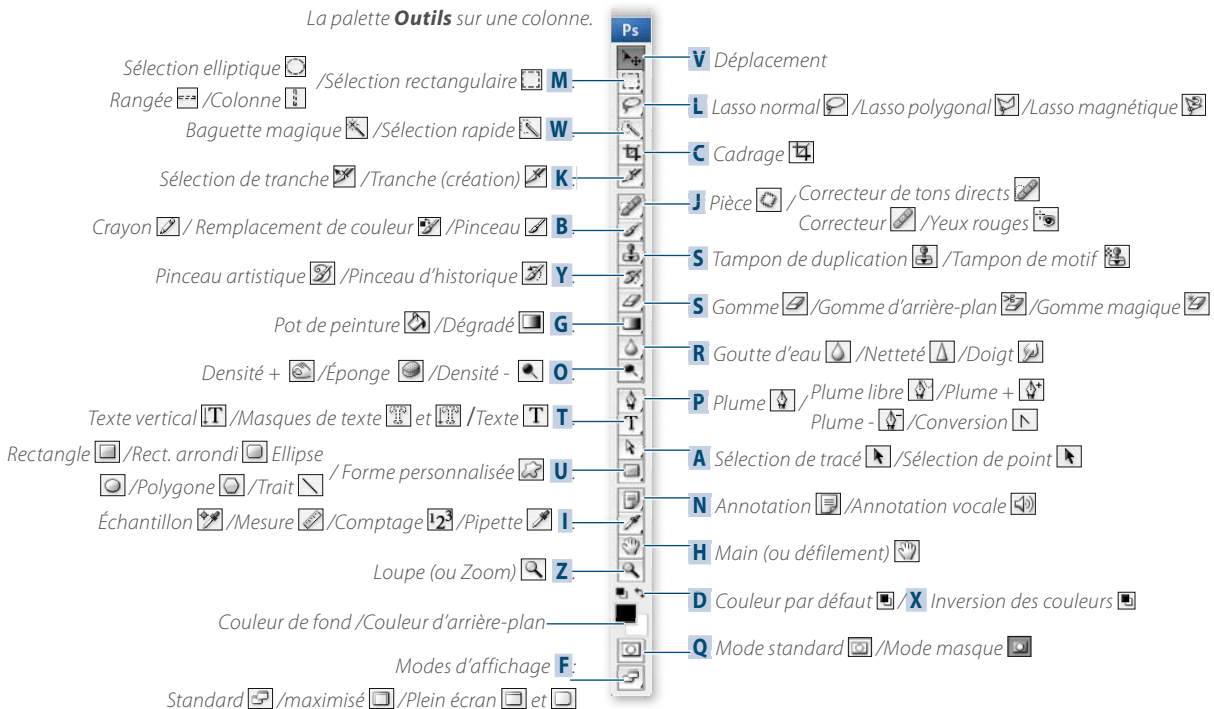 La palette Outils sur une colonne.
Ps
Sélection elliptique
/Sélection rectangulaire M :
Rangée /Colonne
Baguette magique /Sélection rapide W :
Sélection de tranche /Tranche (création) K :
Crayon / Remplacement de couleur /Pinceau B :
Pinceau artistique /Pinceau d'historique Y :
Pot de peinture /Dégradé G :
Densité + /Éponge /Densité - O :
Texte vertical /Masques de texte et /Texte T :
Rectangle /Rect. arrondi Ellipse
/Polygone /Trait
/ Forme personnalisée U :
Échantillon /Mesure /Comptage 123 /Pipette I :
Loupe (ou Zoom) Z :
Couleur de fond /Couleur d'arrière-plan
Modes d'affichage F :
Standard /maximisé /Plein écran et
V Déplacement
L Lasso normal /Lasso polygonal /Lasso magnétique
C Cadrage
J Pièce / Correcteur de tons directs
Correcteur /Yeux rouges
S Tampon de duplication /Tampon de motif
S Gomme /Gomme d'arrière-plan /Gomme magique
R Goutte d'eau /Netteté /Doigt
P Plume / Plume libre /Plume +
Plume - /Conversion
A Sélection de tracé /Sélection de point
N Annotation /Annotation vocale
H Main (ou défilement)
D Couleur par défaut / X Inversion des couleurs
Q Mode standard /Mode masque